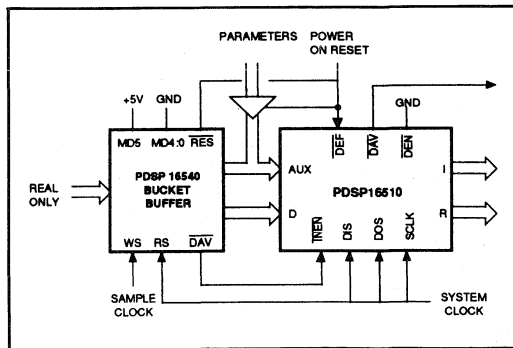 PARAMETERS
POWER
ON RESET
+5V
GND
GND
MD5
MD4:0
RES
DEF
DAV
DEN
PDSP 16540
BUCKET
BUFFER
AUX
I
PDSP16510
REAL
ONLY
D
R
INEN
DIS
DOS
SCLK
WS
RS
DAV
SAMPLE
CLOCK
SYSTEM
CLOCK